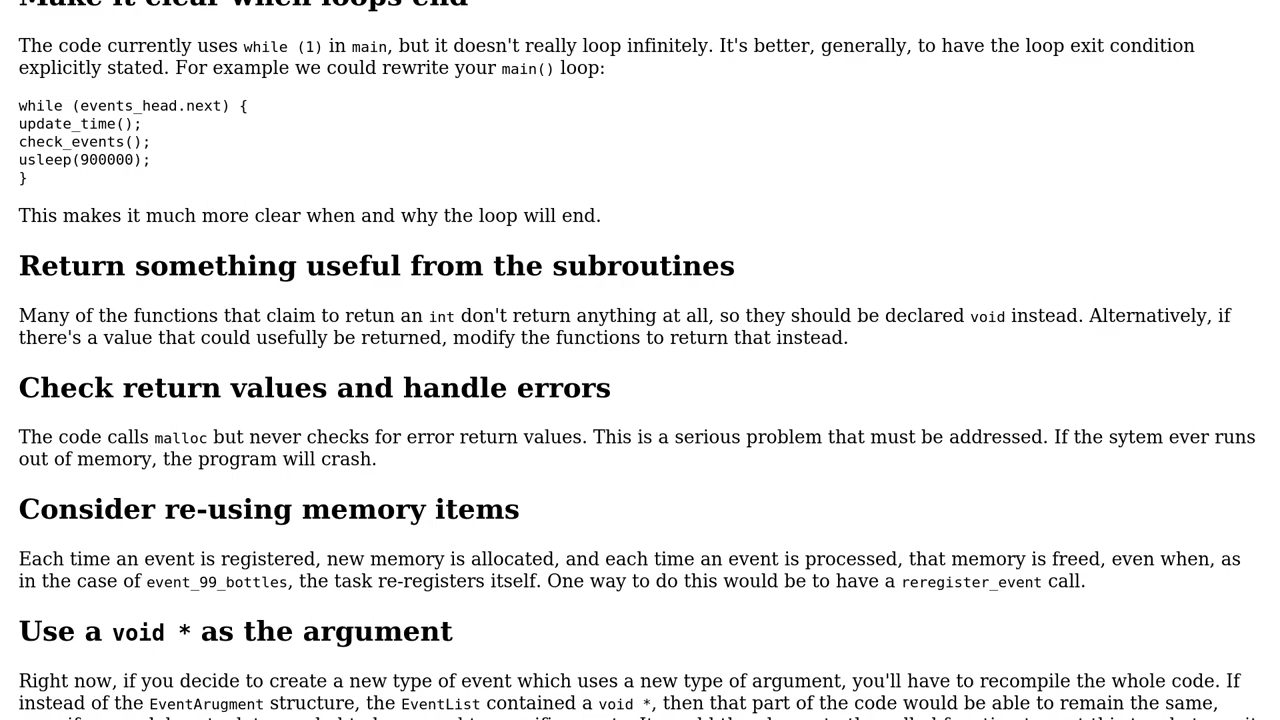 Make it clear when loops end
The code currently uses while (1) in main, but it doesn't really loop infinitely. It's better, generally, to have the loop exit condition
explicitly stated. For example we could rewrite your main() loop:
while (events_head.next) {
update_time();
check_events();
usleep(900000);
}
This makes it much more clear when and why the loop will end.
Return something useful from the subroutines
Many of the functions that claim to retun an int don't return anything at all, so they should be declared void instead. Alternatively, if
there's a value that could usefully be returned, modify the functions to return that instead.
Check return values and handle errors
The code calls malloc but never checks for error return values. This is a serious problem that must be addressed. If the sytem ever runs
out of memory, the program will crash.
Consider re-using memory items
Each time an event is registered, new memory is allocated, and each time an event is processed, that memory is freed, even when, as
in the case of event_99_bottles, the task re-registers itself. One way to do this would be to have a reregister_event call.
Use a void * as the argument
Right now, if you decide to create a new type of event which uses a new type of argument, you'll have to recompile the whole code. If
instead of the EventArugment structure, the EventList contained a void *, then that part of the code would be able to remain the same,